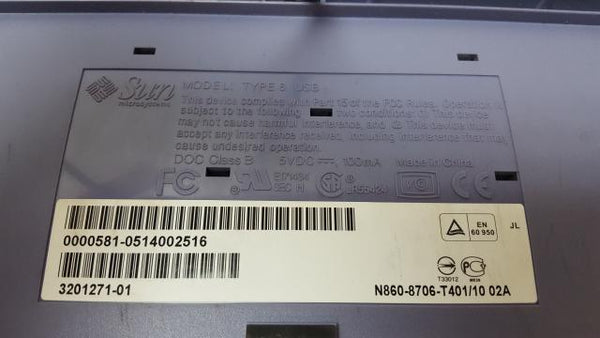 Sun
microsystems
MODEL: TYPE 6 USB
This device complies with Part 15 of the FCC Rules. Operation is
subject to the following two conditions: (1) This device
may not cause harmful interference, and (2) This device must
accept any interference received, including interference that may
cause undesired operation.
DOC Class B 5VDC 100mA Made in China
FC
0000581-0514002516
EN
60 950
JL
3201271-01
N860-8706-T401/10 02A